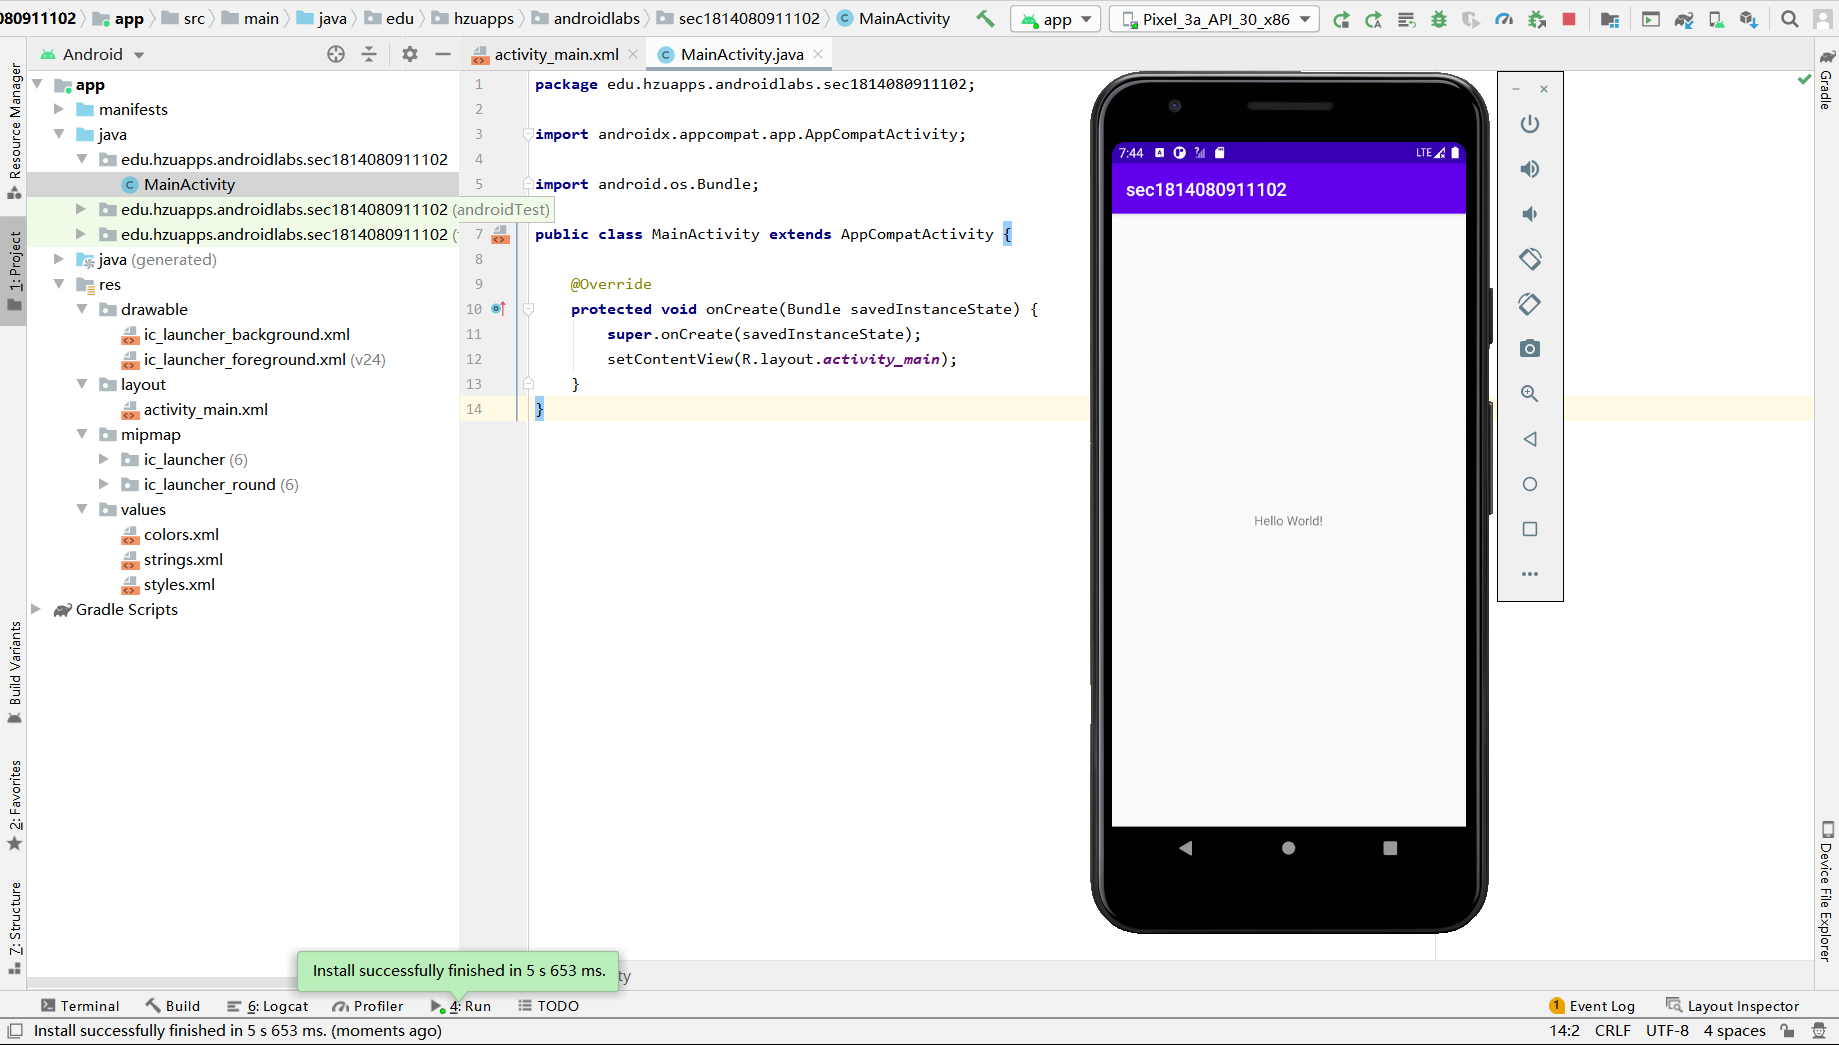 080911102 app src main java edu hzuapps androidlabs sec1814080911102 MainActivity app Pixel_3a_API_30_x86
Android
activity_main.xml MainActivity.java
Resource Manager
1: Project
Build Variants
2: Favorites
7: Structure
app
manifests
java
edu.hzuapps.androidlabs.sec1814080911102
MainActivity
edu.hzuapps.androidlabs.sec1814080911102 (androidTest)
edu.hzuapps.androidlabs.sec1814080911102
java (generated)
res
drawable
ic_launcher_background.xml
ic_launcher_foreground.xml (v24)
layout
activity_main.xml
mipmap
ic_launcher (6)
ic_launcher_round (6)
values
colors.xml
strings.xml
styles.xml
Gradle Scripts
1 package edu.hzuapps.androidlabs.sec1814080911102;
2
3 import androidx.appcompat.app.AppCompatActivity;
4
5 import android.os.Bundle;
7 public class MainActivity extends AppCompatActivity {
8
9 @Override
10 protected void onCreate(Bundle savedInstanceState) {
11 super.onCreate(savedInstanceState);
12 setContentView(R.layout.activity_main);
13 }
14 }
7:44 LTE
sec1814080911102
Hello World!
Gradle
Device File Explorer
Install successfully finished in 5 s 653 ms.
ty
Terminal Build 6: Logcat Profiler 4: Run TODO 1 Event Log Layout Inspector
Install successfully finished in 5 s 653 ms. (moments ago) 14:2 CRLF UTF-8 4 spaces